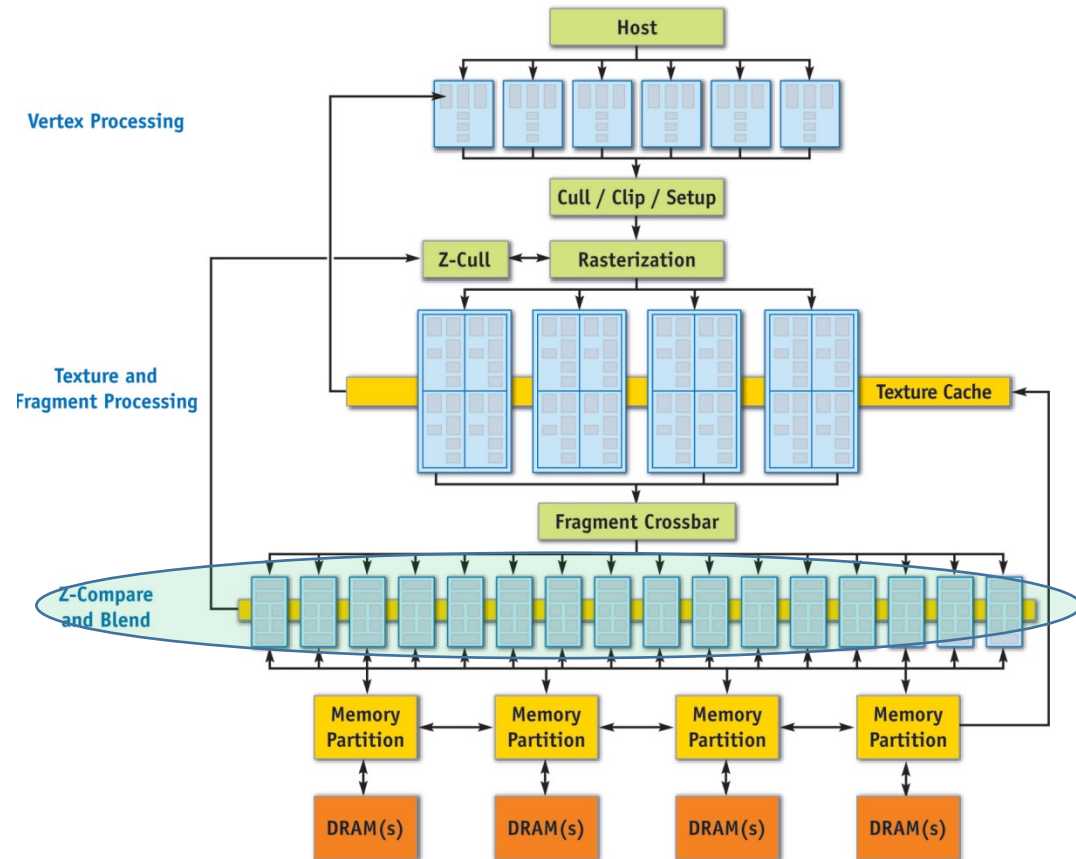 Host
Vertex Processing
Cull / Clip / Setup
Z-Cull
Rasterization
Texture and
Fragment Processing
Texture Cache
Fragment Crossbar
Z-Compare
and Blend
Memory
Partition
Memory
Partition
Memory
Partition
Memory
Partition
DRAM(s)
DRAM(s)
DRAM(s)
DRAM(s)